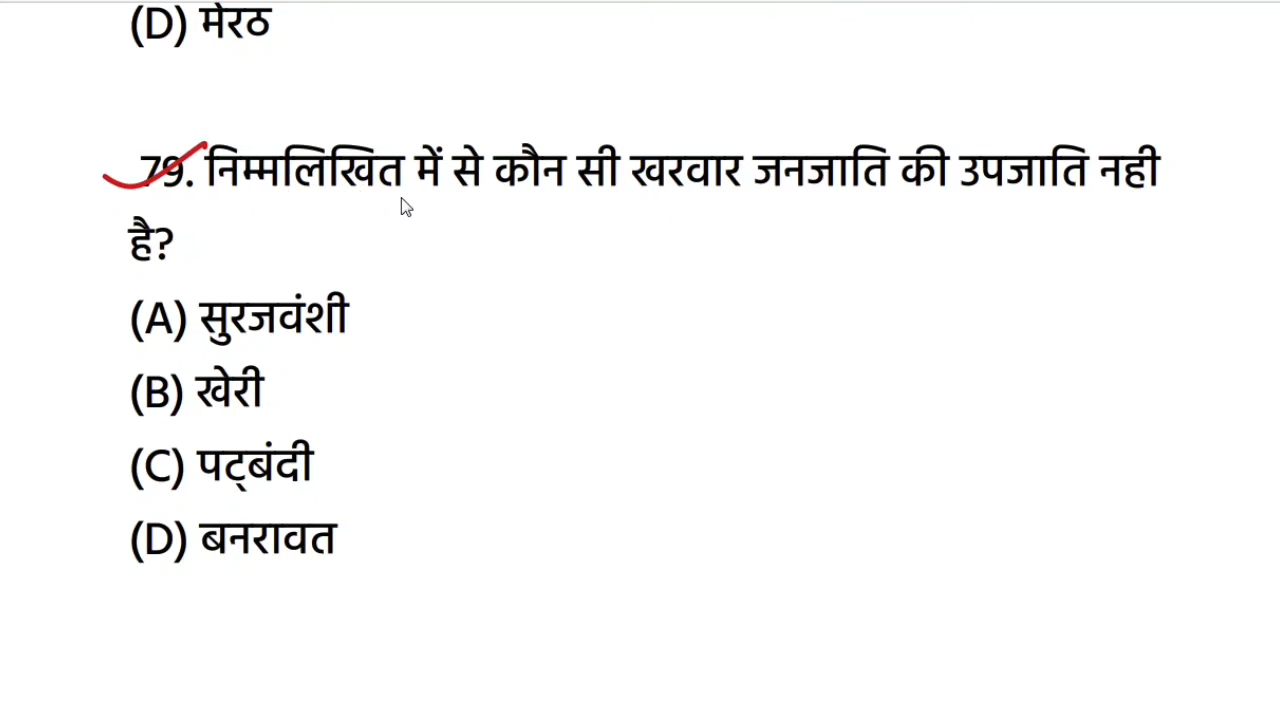 (D) मेरठ
79. निम्मलिखित में से कौन सी खरवार जनजाति की उपजाति नही
है?
(A) सुरजवंशी
(B) खेरी
(C) पट्बंदी
(D) बनरावत